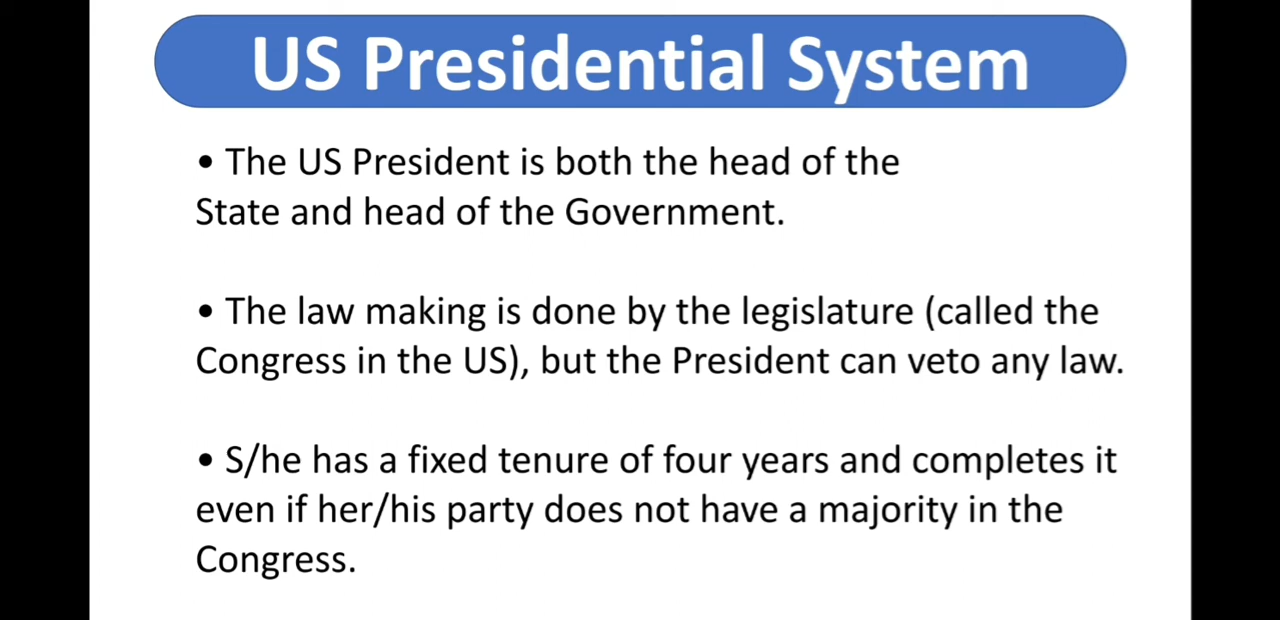 US Presidential System
• The US President is both the head of the
State and head of the Government.
• The law making is done by the legislature (called the
Congress in the US), but the President can veto any law.
• S/he has a fixed tenure of four years and completes it
even if her/his party does not have a majority in the
Congress.